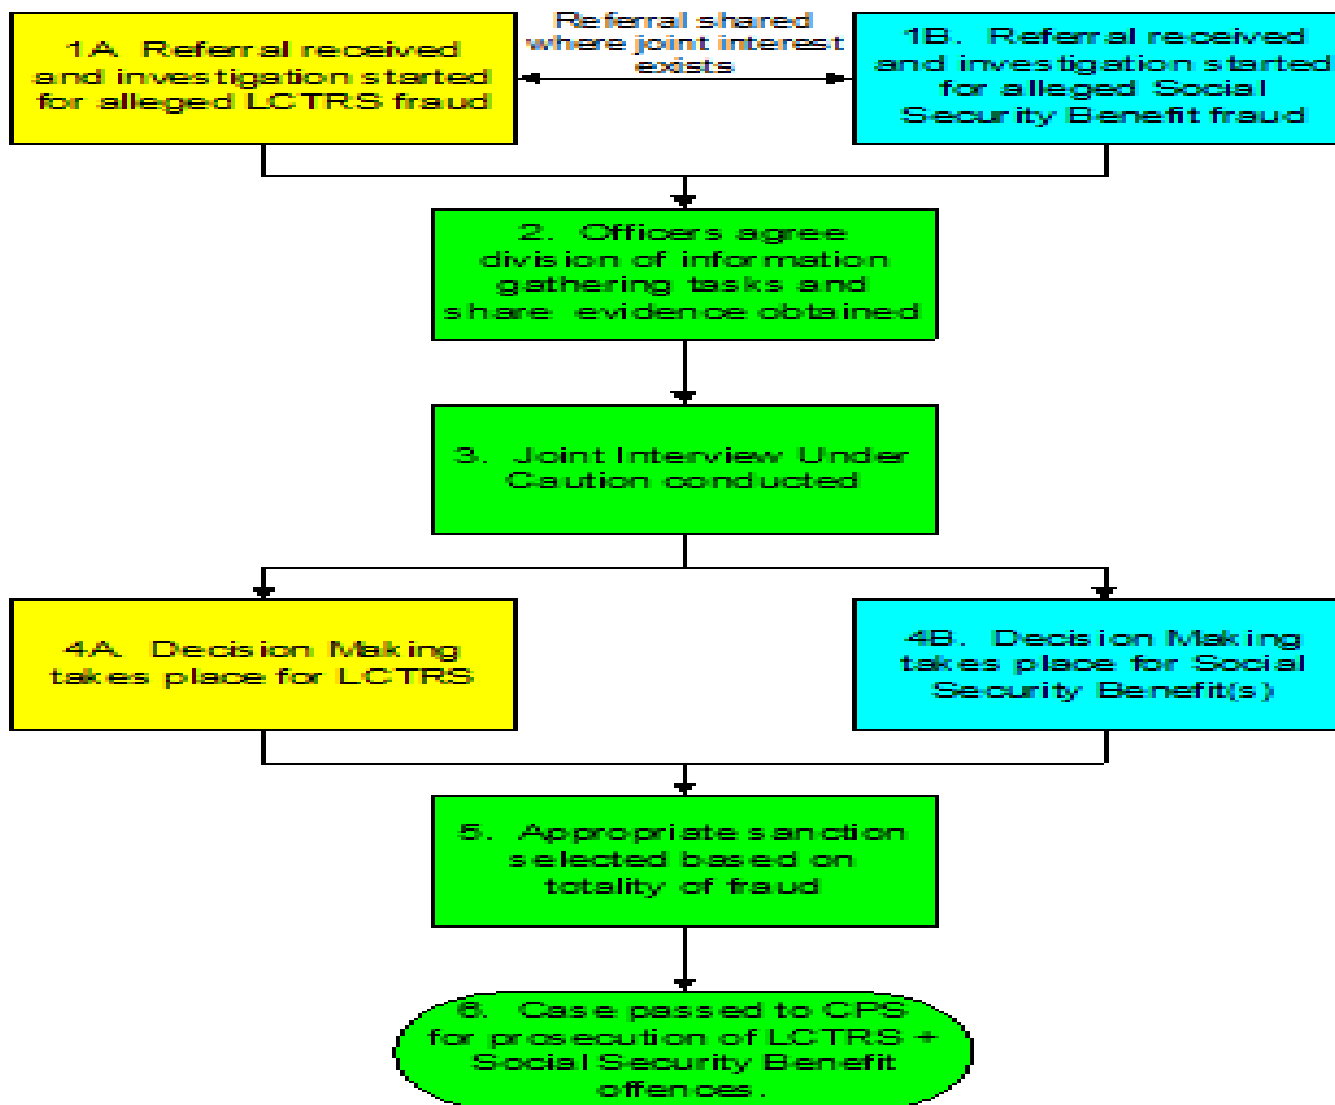 1A. Referral received
and investigation started
for alleged LCTRS fraud
Referral shared
where joint interest
exists
1B. Referral received
and investigation started
for alleged Social
Security Benefit fraud
2. Officers agree
division of information
gathering tasks and
share evidence obtained
3. Joint Interview Under
Caution conducted
4A. Decision Making
takes place for LCTRS
4B. Decision Making
takes place for Social
Security Benefit(s)
5. Appropriate sanction
selected based on
totality of fraud
6. Case passed to CPS
for prosecution of LCTRS +
Social Security Benefit
offences.